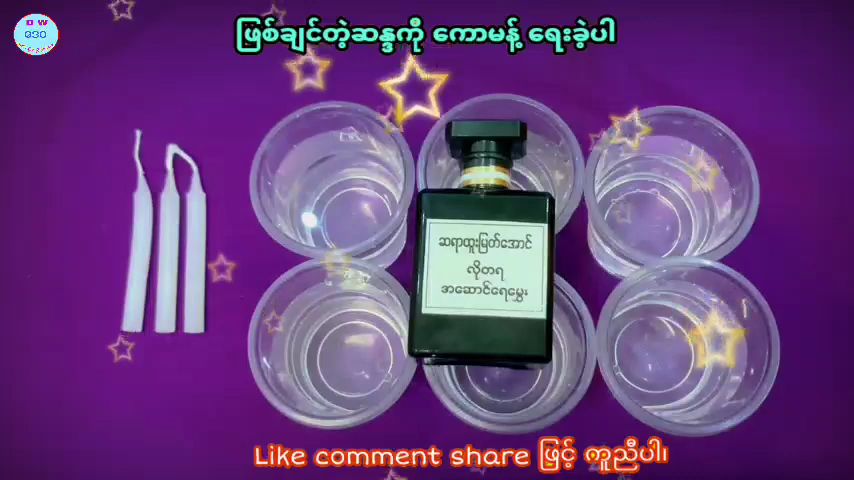 DW
030
ဖြစ်ချင်တဲ့ဆန္ဒကို ကောမန့် ရေးခဲ့ပါ
ဆရာထူးမြတ်အောင်
လိုတရ
အဆောင်ရေမွှေး
Like comment share ဖြင့် ကူညီပါ၊